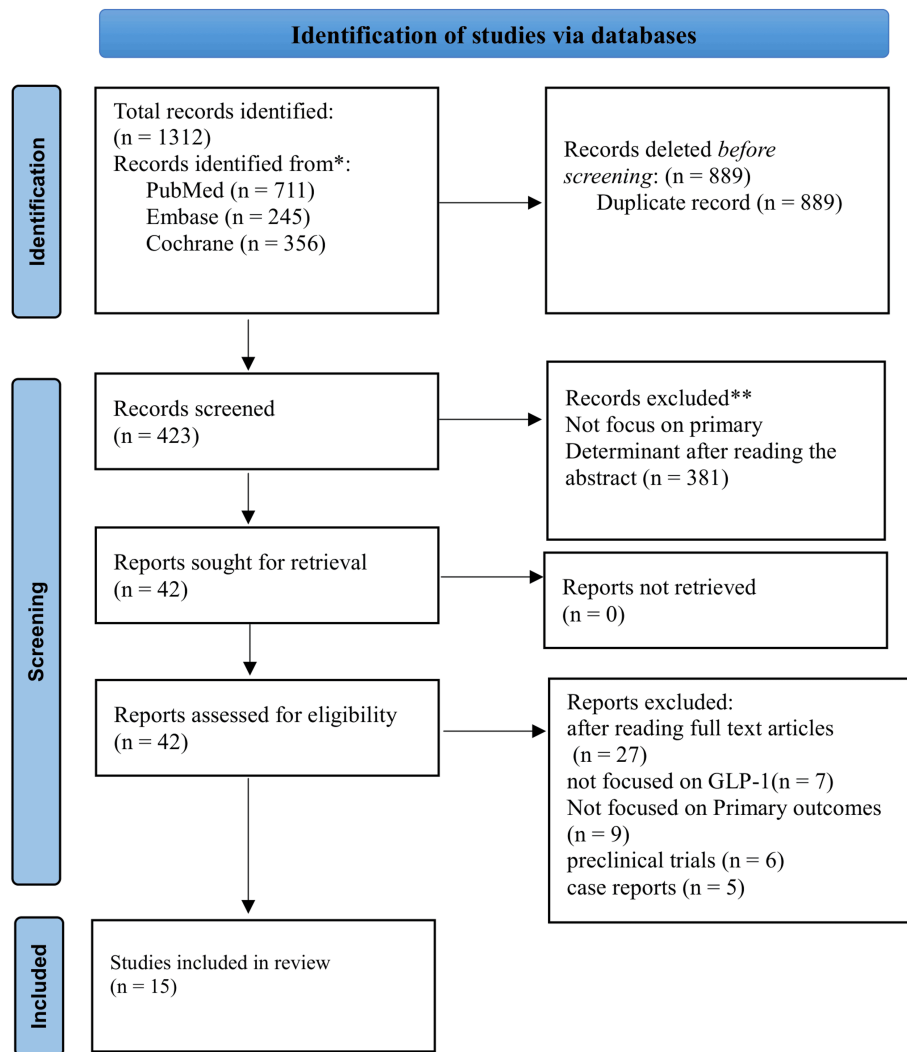 Identification of studies via databases
Identification
Total records identified:
(n = 1312)
Records identified from*:
PubMed (n = 711)
Embase (n = 245)
Cochrane (n = 356)
Records deleted before
screening: (n = 889)
Duplicate record (n = 889)
Screening
Records screened
(n = 423)
Records excluded**
Not focus on primary
Determinant after reading the
abstract (n = 381)
Reports sought for retrieval
(n = 42)
Reports not retrieved
(n = 0)
Reports assessed for eligibility
(n = 42)
Reports excluded:
after reading full text articles
(n = 27)
not focused on GLP-1(n = 7)
Not focused on Primary outcomes
(n = 9)
preclinical trials (n = 6)
case reports (n = 5)
Included
Studies included in review
(n = 15)